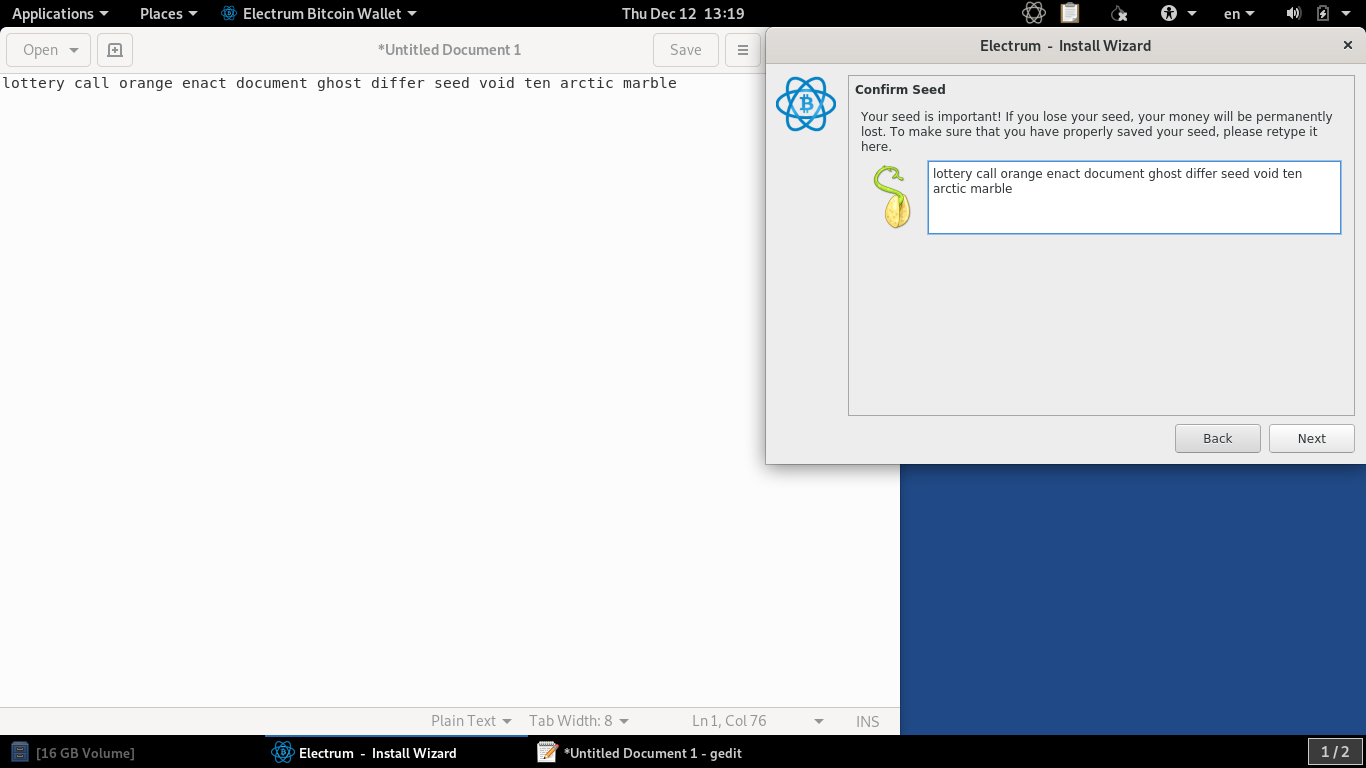 Applications Places Electrum Bitcoin Wallet Thu Dec 12 13:19 en
Open *Untitled Document 1 Save
lottery call orange enact document ghost differ seed void ten arctic marble
Electrum - Install Wizard
Confirm Seed
Your seed is important! If you lose your seed, your money will be permanently
lost. To make sure that you have properly saved your seed, please retype it
here.
lottery call orange enact document ghost differ seed void ten
arctic marble
Back Next
Plain Text Tab Width: 8 Ln 1, Col 76 INS
[16 GB Volume] Electrum - Install Wizard *Untitled Document 1 - gedit 1 / 2